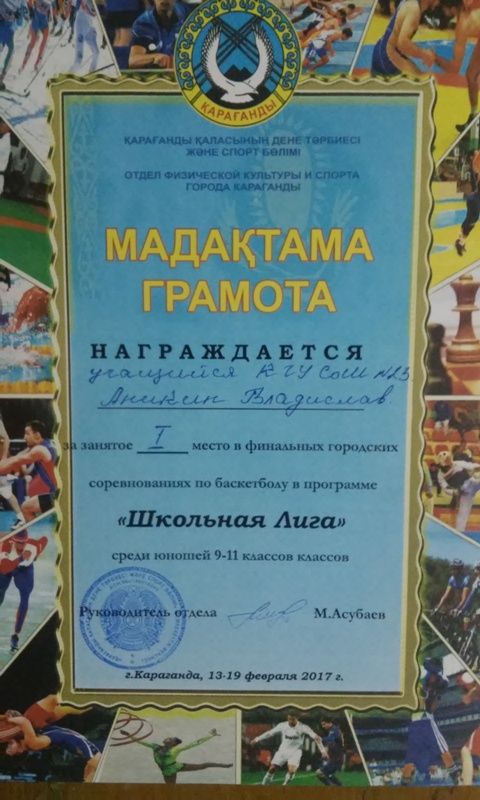 ҚАРАҒАНДЫ
ҚАРАҒАНДЫ ҚАЛАСЫНЫҢ ДЕНЕ ТӘРБИЕСІ
ЖӘНЕ СПОРТ БӨЛІМІ
ОТДЕЛ ФИЗИЧЕСКОЙ КУЛЬТУРЫ И СПОРТА
ГОРОДА КАРАГАНДЫ
МАДАҚТАМА
ГРАМОТА
НАГРАЖДАЕТСЯ
учащийся КГУ СОШ №23
Аникин Владислав.
за занятое I место в финальных городских
соревнованиях по баскетболу в программе
«Школьная Лига»
среди юношей 9-11 классов классов
Руководитель отдела М.Асубаев
г.Караганда, 13-19 февраля 2017 г.